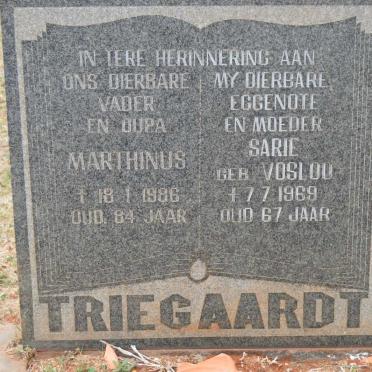 IN TERE HERINNERING AAN
ONS DIERBARE
VADER
EN OUPA
MARTHINUS
† 18·1·1986
OUD 84 JAAR
MY DIERBARE
EGGENOTE
EN MOEDER
SARIE
GEB VOSLOO
† 7·7·1969
OUD 67 JAAR
TRIEGAARDT